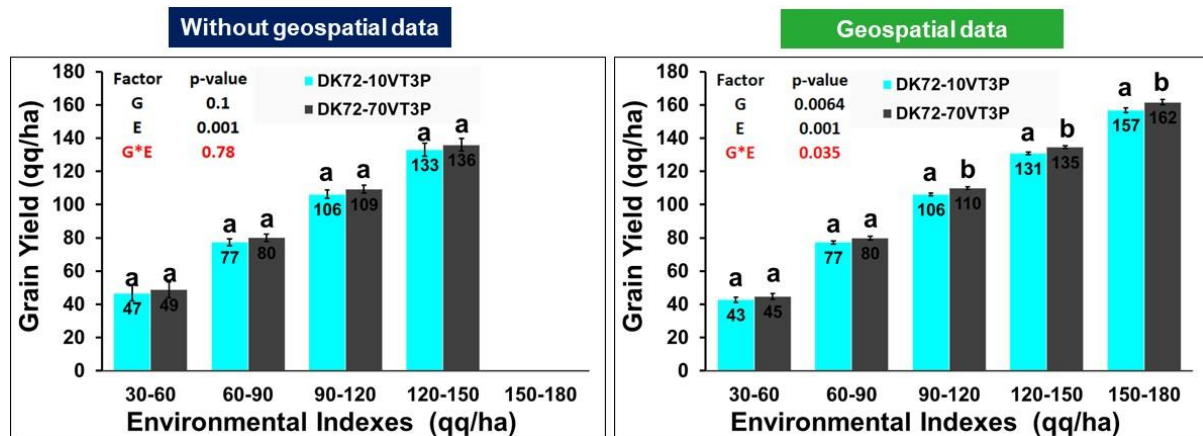 Without geospatial data
Geospatial data
Grain Yield (qq/ha)
180
160
140
120
100
80
60
40
20
0
Factor p-value
G 0.1
E 0.001
G*E 0.78
DK72-10VT3P
DK72-70VT3P
a a
47 49
a a
77 80
a a
106 109
a a
133 136
30-60 60-90 90-120 120-150 150-180
Environmental Indexes (qq/ha)
Grain Yield (qq/ha)
180
160
140
120
100
80
60
40
20
0
Factor p-value
G 0.0064
E 0.001
G*E 0.035
DK72-10VT3P
DK72-70VT3P
a a
43 45
a a
77 80
a b
106 110
a b
131 135
a b
157 162
30-60 60-90 90-120 120-150 150-180
Environmental Indexes (qq/ha)